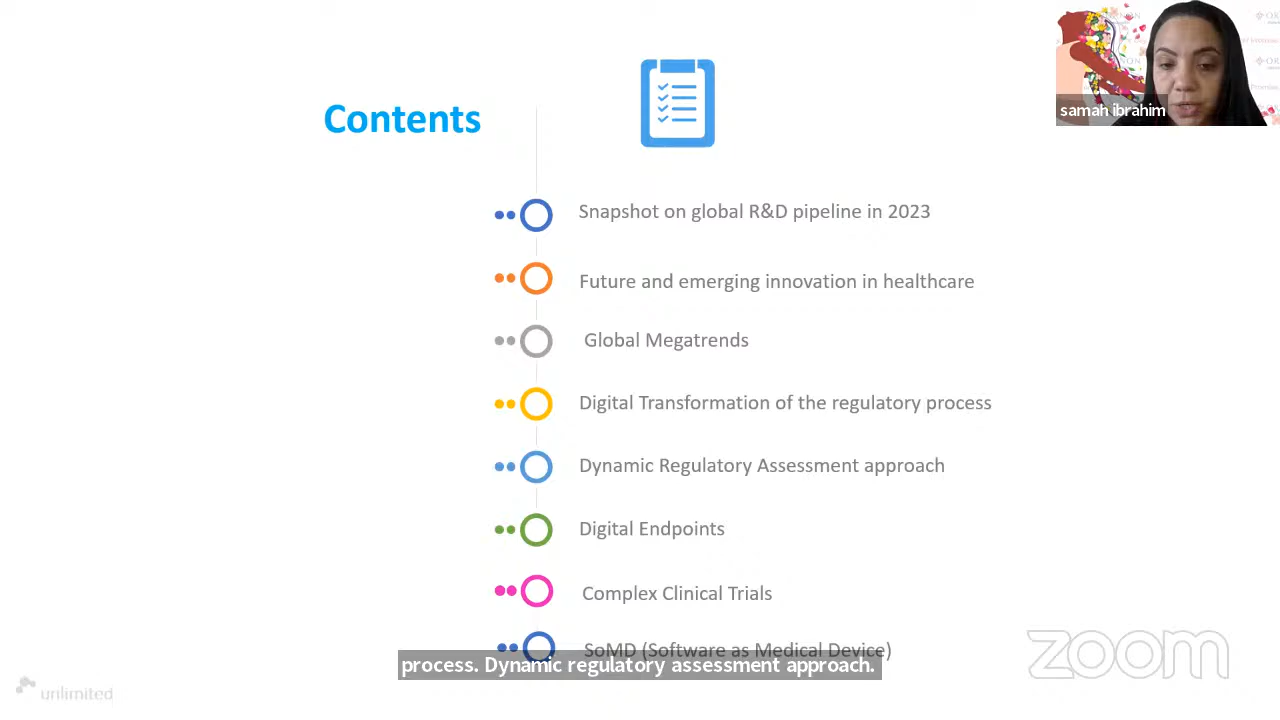 Contents
samah ibrahim
Snapshot on global R&D pipeline in 2023
Future and emerging innovation in healthcare
Global Megatrends
Digital Transformation of the regulatory process
Dynamic Regulatory Assessment approach
Digital Endpoints
Complex Clinical Trials
SoMD (Software as Medical Device)
process. Dynamic regulatory assessment approach.
zoom
unlimited